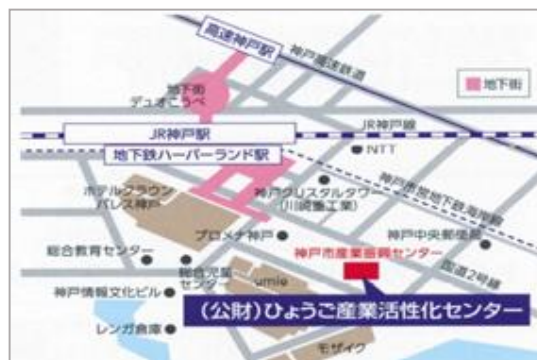 高速神戸駅
神戸高速鉄道
地下街
デュオこうべ
地下街
JR神戸駅
JR神戸線
地下鉄ハーバーランド駅
NTT
神戸市営地下鉄海岸線
ホテルクラウン
パレス神戸
神戸クリスタルタワー
(川崎重工業)
プロメナ神戸
神戸中央郵便局
総合教育センター
神戸市産業振興センター
国道2号線
総合児童
センター
umie
神戸情報文化ビル
(公財)ひょうご産業活性化センター
レンガ倉庫
モザイク